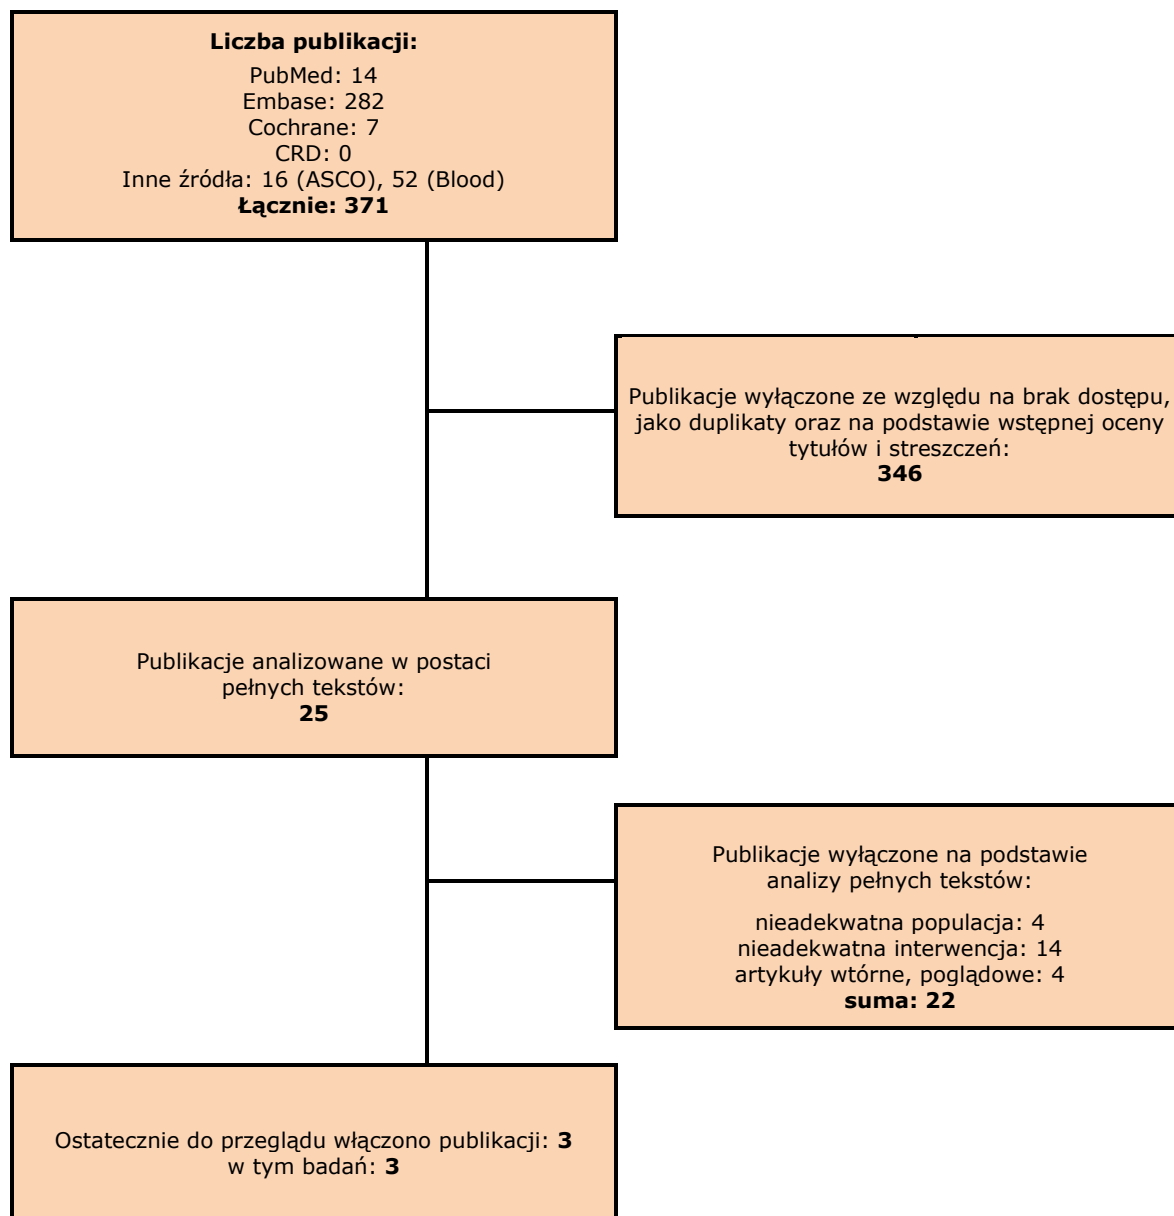 Liczba publikacji:
PubMed: 14
Embase: 282
Cochrane: 7
CRD: 0
Inne źródła: 16 (ASCO), 52 (Blood)
Łącznie: 371
Publikacje wyłączone ze względu na brak dostępu,
jako duplikaty oraz na podstawie wstępnej oceny
tytułów i streszczeń:
346
Publikacje analizowane w postaci
pełnych tekstów:
25
Publikacje wyłączone na podstawie
analizy pełnych tekstów:
nieadekwatna populacja: 4
nieadekwatna interwencja: 14
artykuły wtórne, poglądowe: 4
suma: 22
Ostatecznie do przeglądu włączono publikacji: 3
w tym badań: 3